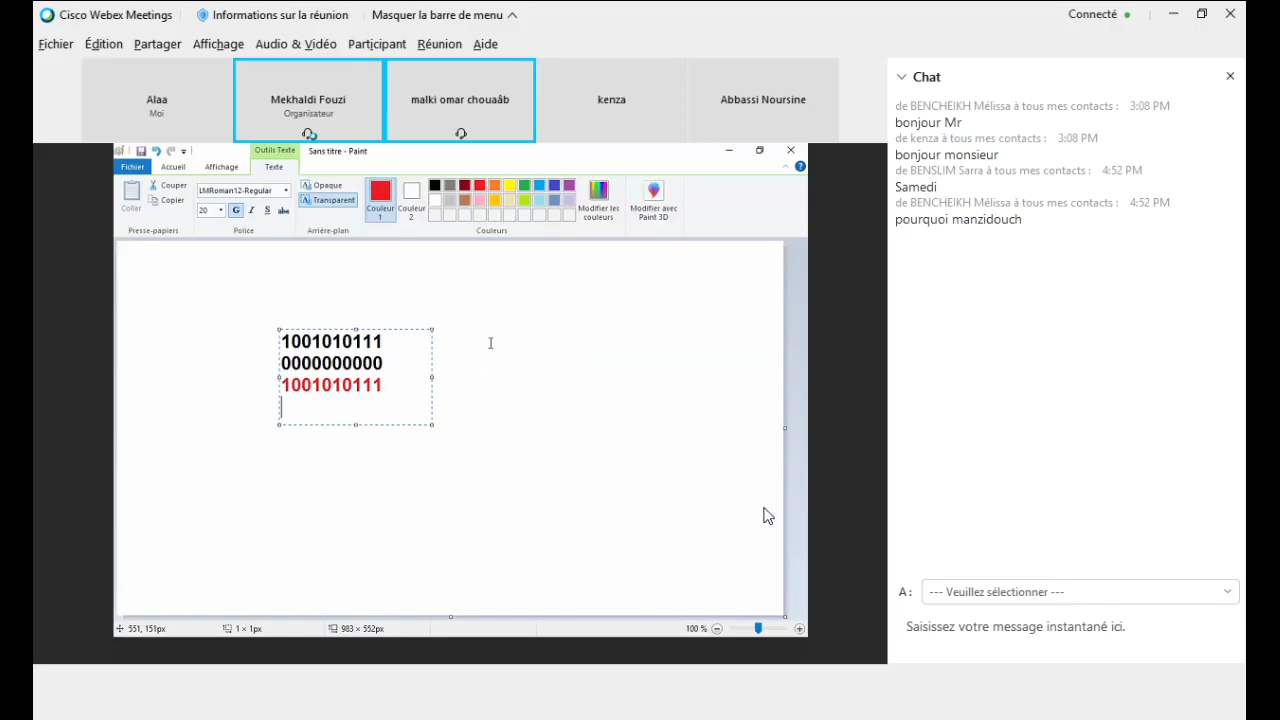 Cisco Webex Meetings
Informations sur la réunion
Masquer la barre de menu
Connecté
Fichier Édition Partager Affichage Audio & Vidéo Participant Réunion Aide
Alaa
Moi
Mekhaldi Fouzi
Organisateur
malki omar chouaâb
kenza
Abbassi Noursine
Outils Texte
Sans titre - Paint
Fichier Accueil Affichage Texte
Coller
Couper
Copier
Presse-papiers
LMRoman12-Regular
20
G I S abc
Police
Opaque
Transparent
Arrière-plan
Couleur 1
Couleur 2
Modifier les couleurs
Couleurs
Modifier avec Paint 3D
1001010111
0000000000
1001010111
551, 151px
1 × 1px
983 × 552px
100 %
Chat
de BENCHEIKH Mélissa à tous mes contacts : 3:08 PM
bonjour Mr
de kenza à tous mes contacts : 3:08 PM
bonjour monsieur
de BENSLIM Sarra à tous mes contacts : 4:52 PM
Samedi
de BENCHEIKH Mélissa à tous mes contacts : 4:52 PM
pourquoi manzidouch
A : --- Veuillez sélectionner ---
Saisissez votre message instantané ici.